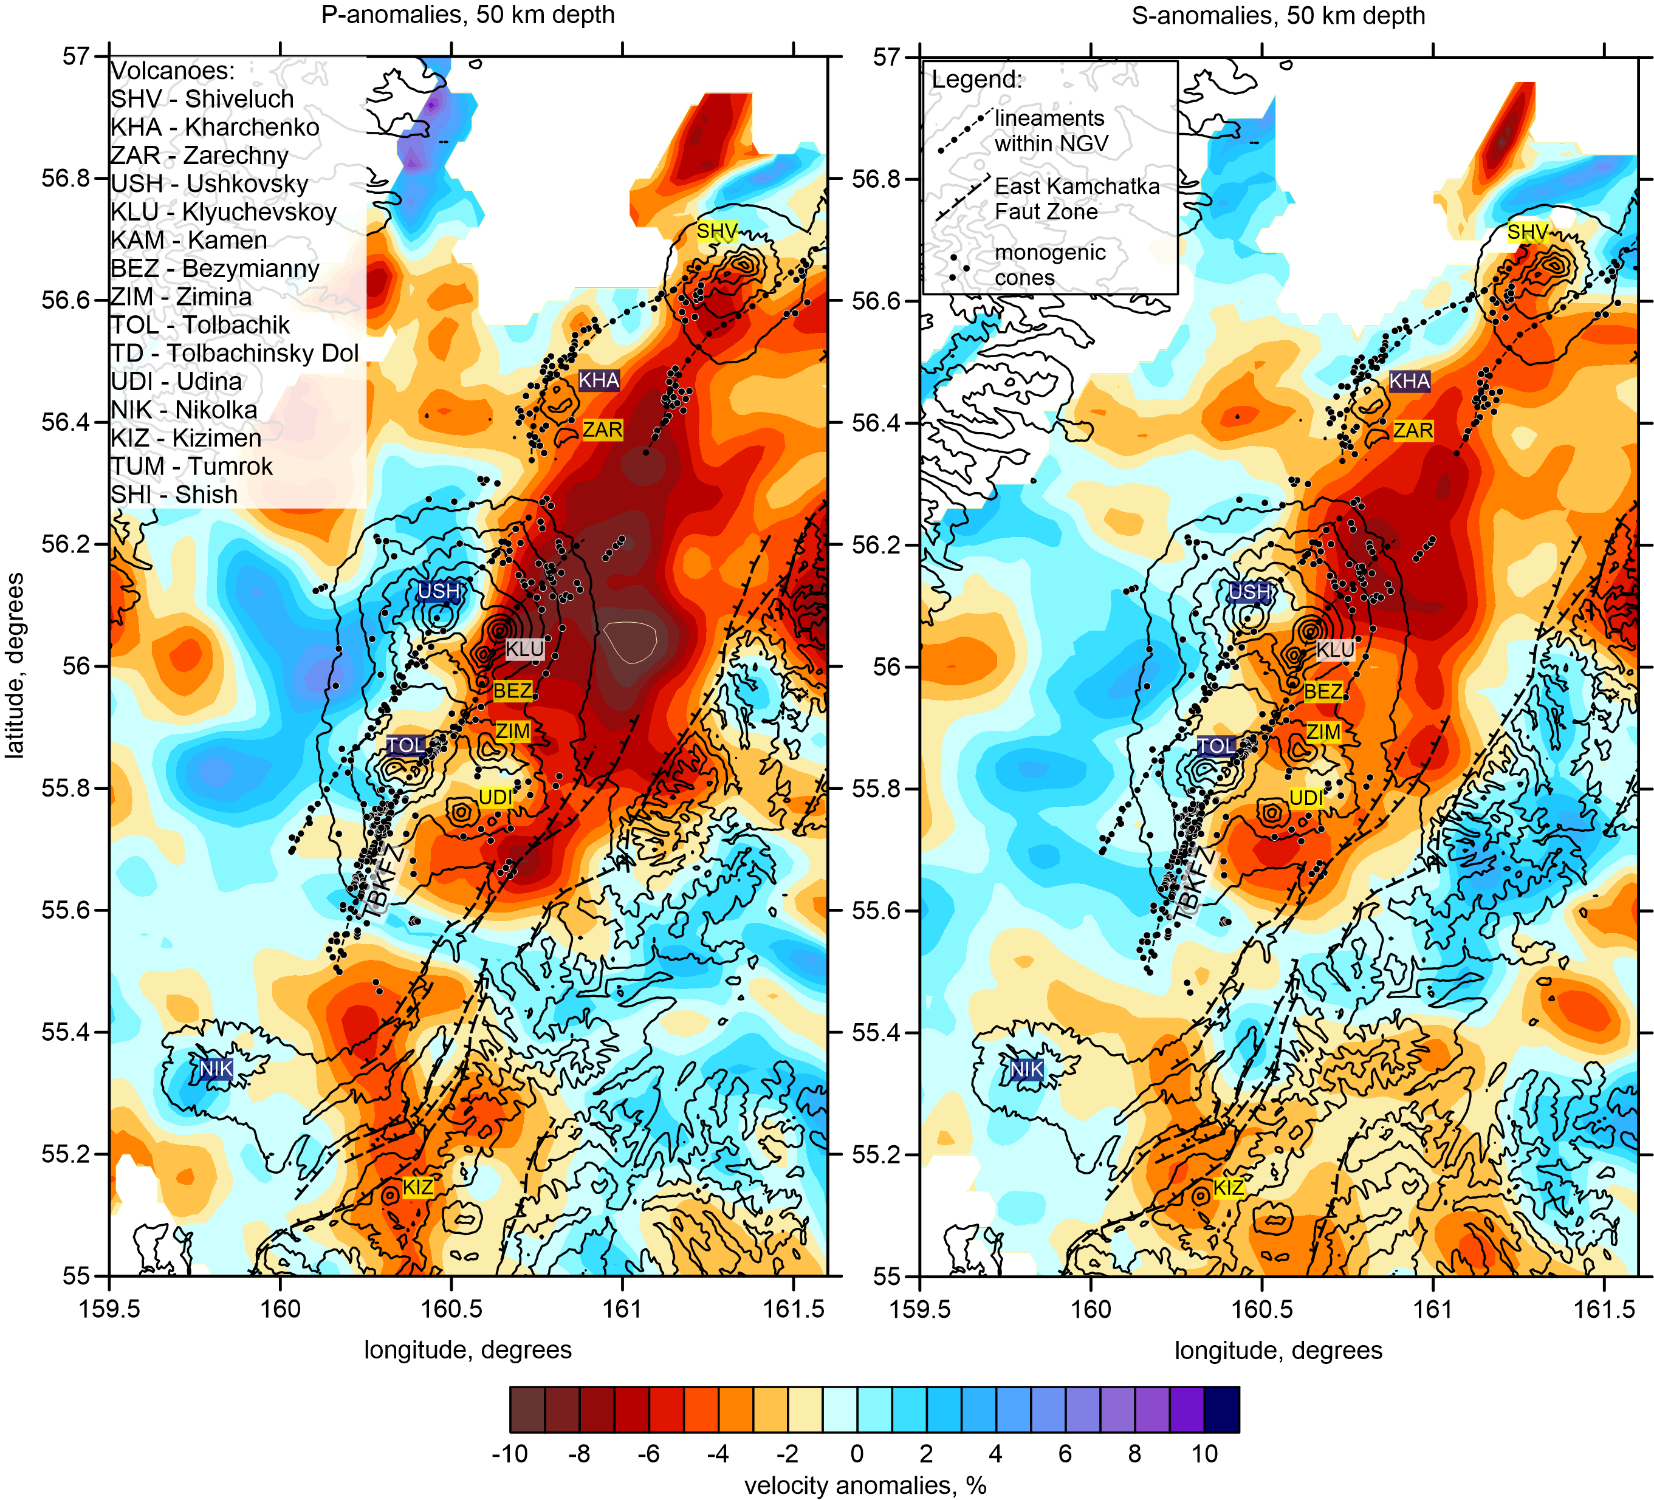 P-anomalies, 50 km depth
S-anomalies, 50 km depth
57
56.8
56.6
56.4
56.2
56
55.8
55.6
55.4
55.2
55
latitude, degrees
Volcanoes:
SHV - Shiveluch
KHA - Kharchenko
ZAR - Zarechny
USH - Ushkovsky
KLU - Klyuchevskoy
KAM - Kamen
BEZ - Bezymianny
ZIM - Zimina
TOL - Tolbachik
TD - Tolbachinsky Dol
UDI - Udina
NIK - Nikolka
KIZ - Kizimen
TUM - Tumrok
SHI - Shish
SHV
KHA
ZAR
USH
KLU
BEZ
ZIM
TOL
UDI
TBKFZ
NIK
KIZ
159.5
160
160.5
161
161.5
longitude, degrees
57
56.8
56.6
56.4
56.2
56
55.8
55.6
55.4
55.2
55
Legend:
lineaments
within NGV
East Kamchatka
Faut Zone
monogenic
cones
SHV
KHA
ZAR
USH
KLU
BEZ
ZIM
TOL
UDI
TBKFZ
NIK
KIZ
159.5
160
160.5
161
161.5
longitude, degrees
-10 -8 -6 -4 -2 0 2 4 6 8 10
velocity anomalies, %